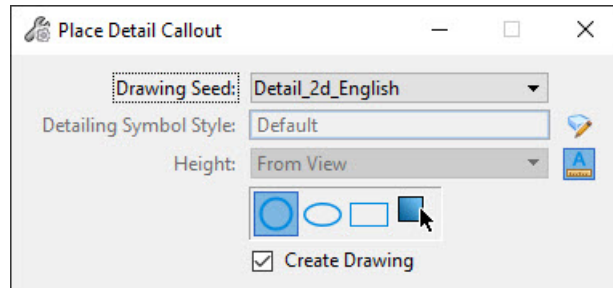 Place Detail Callout
Drawing Seed: Detail_2d_English
Detailing Symbol Style: Default
Height: From View
A
Create Drawing